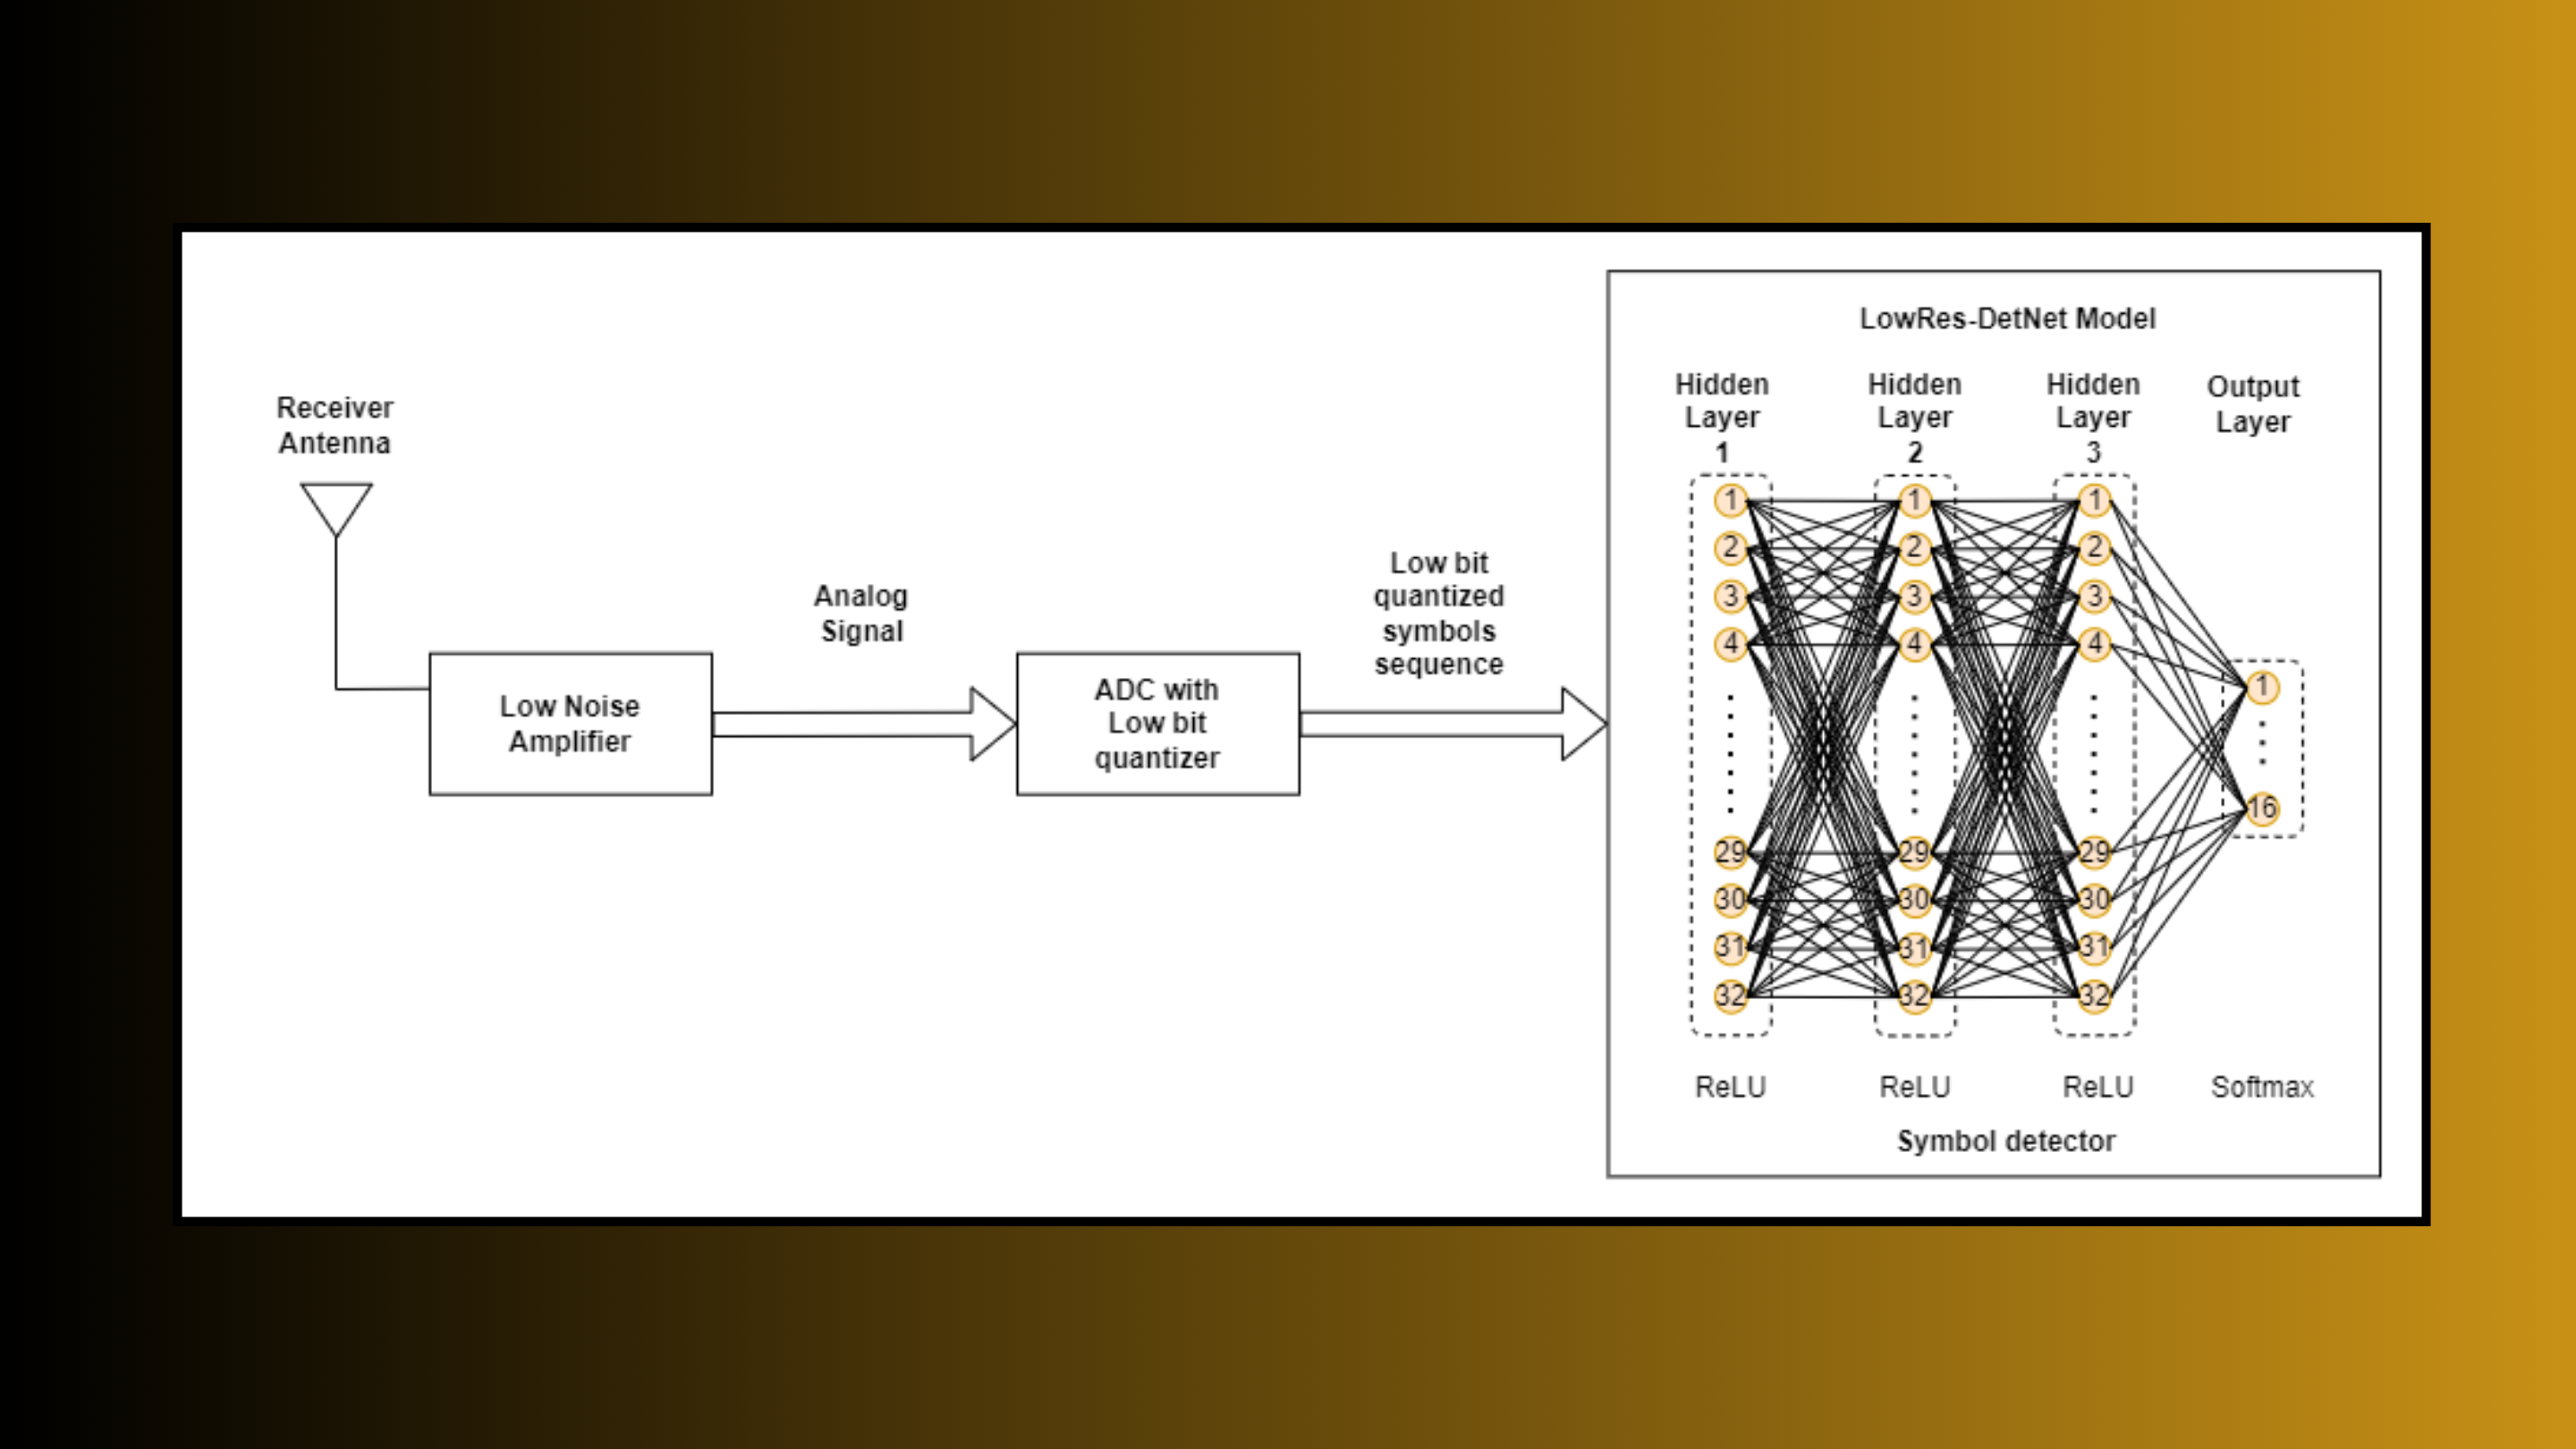 Receiver
Antenna
Low Noise
Amplifier
Analog
Signal
ADC with
Low bit
quantizer
Low bit
quantized
symbols
sequence
LowRes-DetNet Model
Hidden
Layer
1
Hidden
Layer
2
Hidden
Layer
3
Output
Layer
1
2
3
4
29
30
31
32
1
2
3
4
29
30
31
32
1
2
3
4
29
30
31
32
1
16
ReLU
ReLU
ReLU
Softmax
Symbol detector